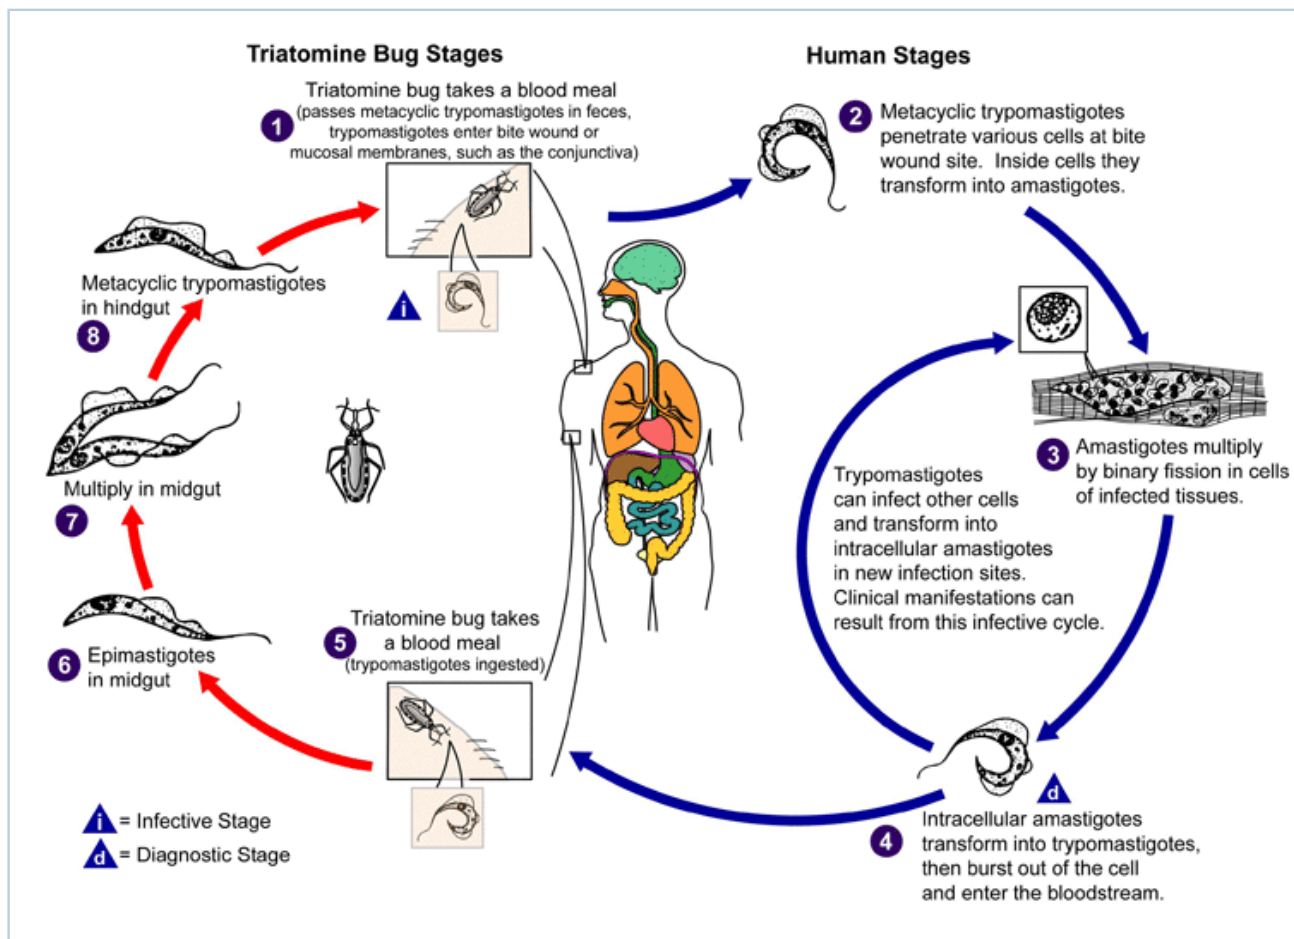 Triatomine Bug Stages
Human Stages
1
Triatomine bug takes a blood meal
(passes metacyclic trypomastigotes in feces,
trypomastigotes enter bite wound or
mucosal membranes, such as the conjunctiva)
i
2
Metacyclic trypomastigotes
penetrate various cells at bite
wound site. Inside cells they
transform into amastigotes.
3
Amastigotes multiply
by binary fission in cells
of infected tissues.
Trypomastigotes
can infect other cells
and transform into
intracellular amastigotes
in new infection sites.
Clinical manifestations can
result from this infective cycle.
d
4
Intracellular amastigotes
transform into trypomastigotes,
then burst out of the cell
and enter the bloodstream.
5
Triatomine bug takes
a blood meal
(trypomastigotes ingested)
6
Epimastigotes
in midgut
Multiply in midgut
7
Metacyclic trypomastigotes
in hindgut
8
i = Infective Stage
d = Diagnostic Stage